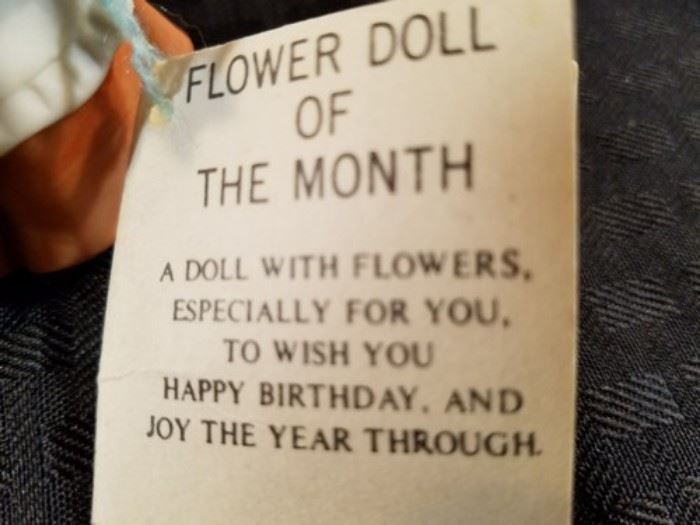 FLOWER DOLL
OF
THE MONTH
A DOLL WITH FLOWERS,
ESPECIALLY FOR YOU,
TO WISH YOU
HAPPY BIRTHDAY, AND
JOY THE YEAR THROUGH.